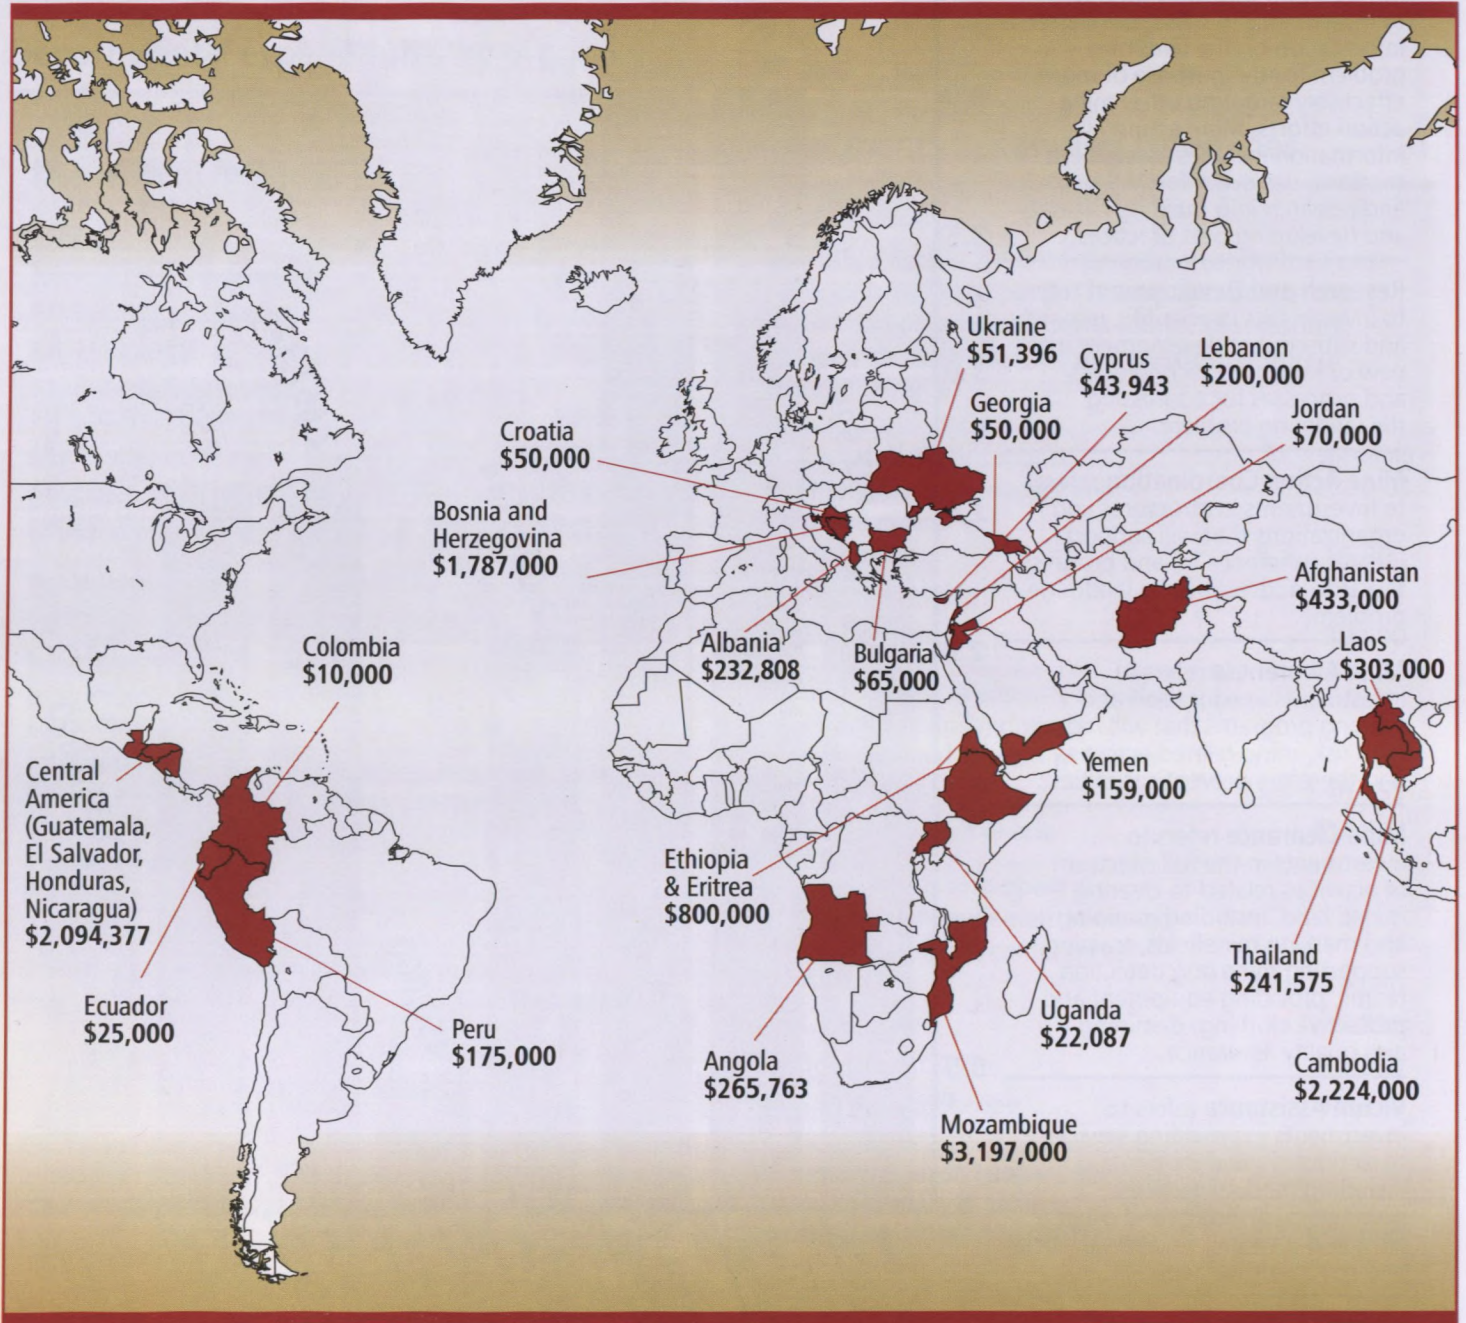 Ukraine
$51,396
Cyprus
$43,943
Lebanon
$200,000
Georgia
$50,000
Jordan
$70,000
Croatia
$50,000
Bosnia and
Herzegovina
$1,787,000
Afghanistan
$433,000
Albania
$232,808
Bulgaria
$65,000
Laos
$303,000
Colombia
$10,000
Central
America
(Guatemala,
El Salvador,
Honduras,
Nicaragua)
$2,094,377
Yemen
$159,000
Ethiopia
& Eritrea
$800,000
Thailand
$241,575
Ecuador
$25,000
Peru
$175,000
Angola
$265,763
Uganda
$22,087
Cambodia
$2,224,000
Mozambique
$3,197,000